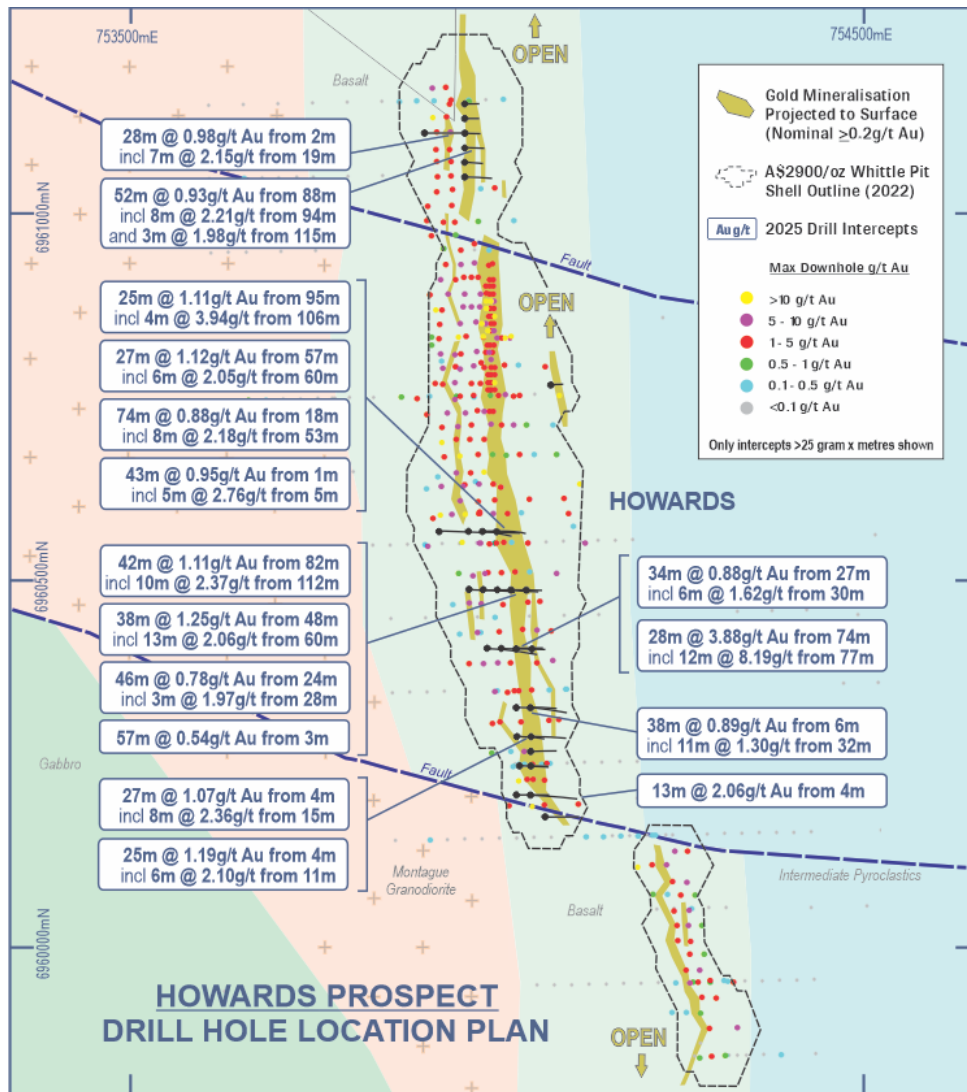 753500mE
754500mE
OPEN
Basalt
Gold Mineralisation
Projected to Surface
(Nominal ≥0.2g/t Au)
A$2900/oz Whittle Pit
Shell Outline (2022)
Au g/t
2025 Drill Intercepts
Max Downhole g/t Au
>10 g/t Au
5 - 10 g/t Au
1 - 5 g/t Au
0.5 - 1 g/t Au
0.1 - 0.5 g/t Au
<0.1 g/t Au
Only intercepts >25 gram x metres shown
28m @ 0.98g/t Au from 2m
incl 7m @ 2.15g/t from 19m
52m @ 0.93g/t from 88m
incl 8m @ 2.21g/t from 94m
and 3m @ 1.98g/t from 115m
6961000mN
Fault
OPEN
25m @ 1.11g/t Au from 95m
incl 4m @ 3.94g/t from 106m
27m @ 1.12g/t Au from 57m
incl 6m @ 2.05g/t from 60m
74m @ 0.88g/t Au from 18m
incl 8m @ 2.18g/t from 53m
43m @ 0.95g/t Au from 1m
incl 5m @ 2.76g/t from 5m
HOWARDS
6960500mN
42m @ 1.11g/t Au from 82m
incl 10m @ 2.37g/t from 112m
38m @ 1.25g/t Au from 48m
incl 13m @ 2.06g/t from 60m
46m @ 0.78g/t Au from 24m
incl 3m @ 1.97g/t from 28m
57m @ 0.54g/t Au from 3m
34m @ 0.88g/t Au from 27m
incl 6m @ 1.62g/t from 30m
28m @ 3.88g/t Au from 74m
incl 12m @ 8.19g/t from 77m
38m @ 0.89g/t Au from 6m
incl 11m @ 1.30g/t from 32m
13m @ 2.06g/t Au from 4m
Gabbro
Fault
27m @ 1.07g/t Au from 4m
incl 8m @ 2.36g/t from 15m
25m @ 1.19g/t Au from 4m
incl 6m @ 2.10g/t from 11m
Montague
Granodiorite
Basalt
Intermediate Pyroclastics
6960000mN
HOWARDS PROSPECT
DRILL HOLE LOCATION PLAN
OPEN